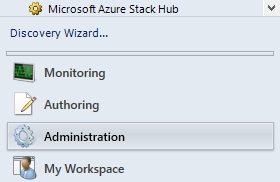 Microsoft Azure Stack Hub
Discovery Wizard...
Monitoring
Authoring
Administration
My Workspace